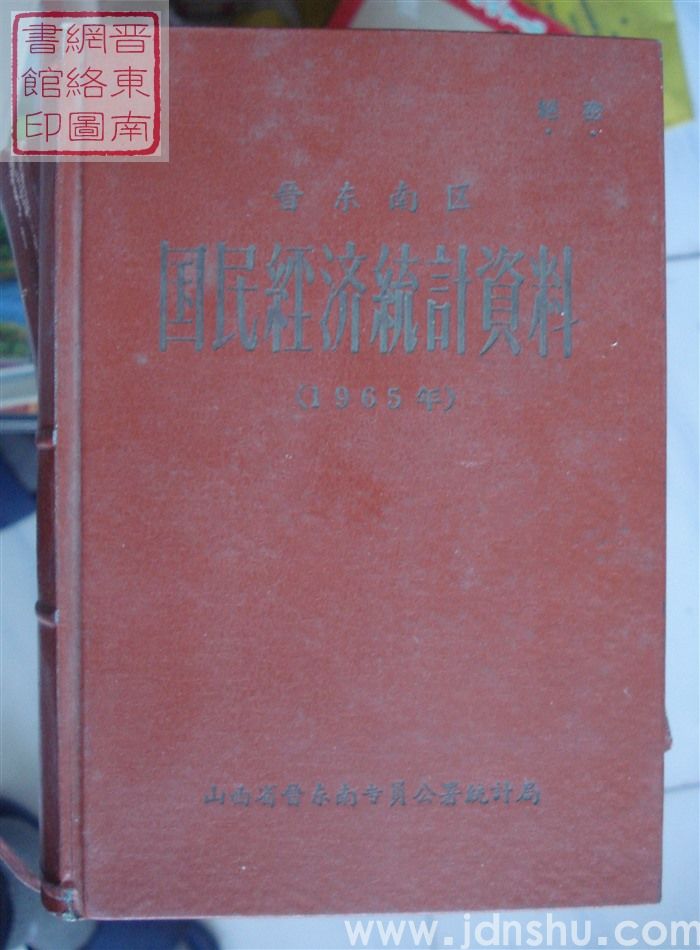 晋東南
網絡圖
書館印
絕密
晋东南区
国民經济統計資料
(1965年)
山西省晋东南专員公署統計局
www.jdnshu.com